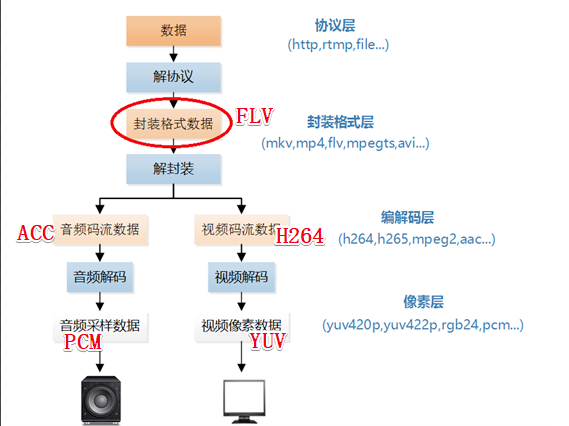 数据
协议层
(http,rtmp,file...)
解协议
封装格式数据
FLV
封装格式层
(mkv,mp4,flv,mpegts,avi...)
解封装
ACC
音频码流数据
视频码流数据
H264
编解码层
(h264,h265,mpeg2,aac...)
音频解码
视频解码
像素层
音频采样数据
视频像素数据
(yuv420p,yuv422p,rgb24,pcm...)
PCM
YUV